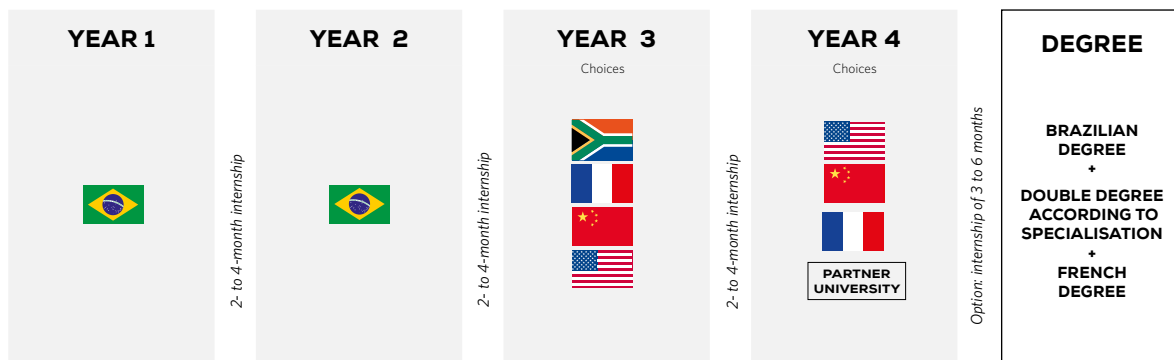 YEAR 1
2- to 4-month internship
YEAR 2
2- to 4-month internship
YEAR 3
Choices
2- to 4-month internship
YEAR 4
Choices
PARTNER
UNIVERSITY
Option: internship of 3 to 6 months
DEGREE
BRAZILIAN
DEGREE
+
DOUBLE DEGREE
ACCORDING TO
SPECIALISATION
+
FRENCH
DEGREE